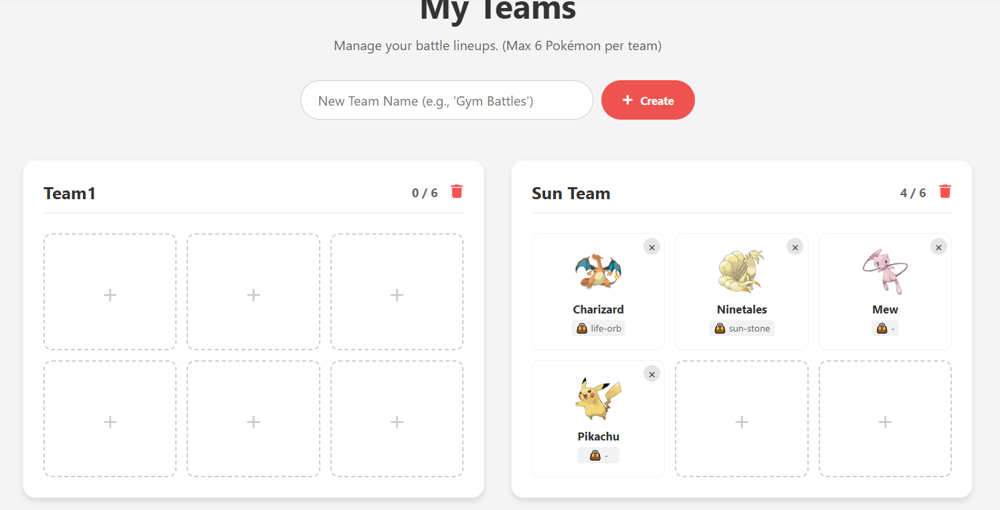 My Teams
Manage your battle lineups. (Max 6 Pokémon per team)
New Team Name (e.g., 'Gym Battles')
+ Create
Team1
0 / 6
+
+
+
+
+
+
Sun Team
4 / 6
×
Charizard
life-orb
×
Ninetales
sun-stone
×
Mew
-
×
Pikachu
-
+
+